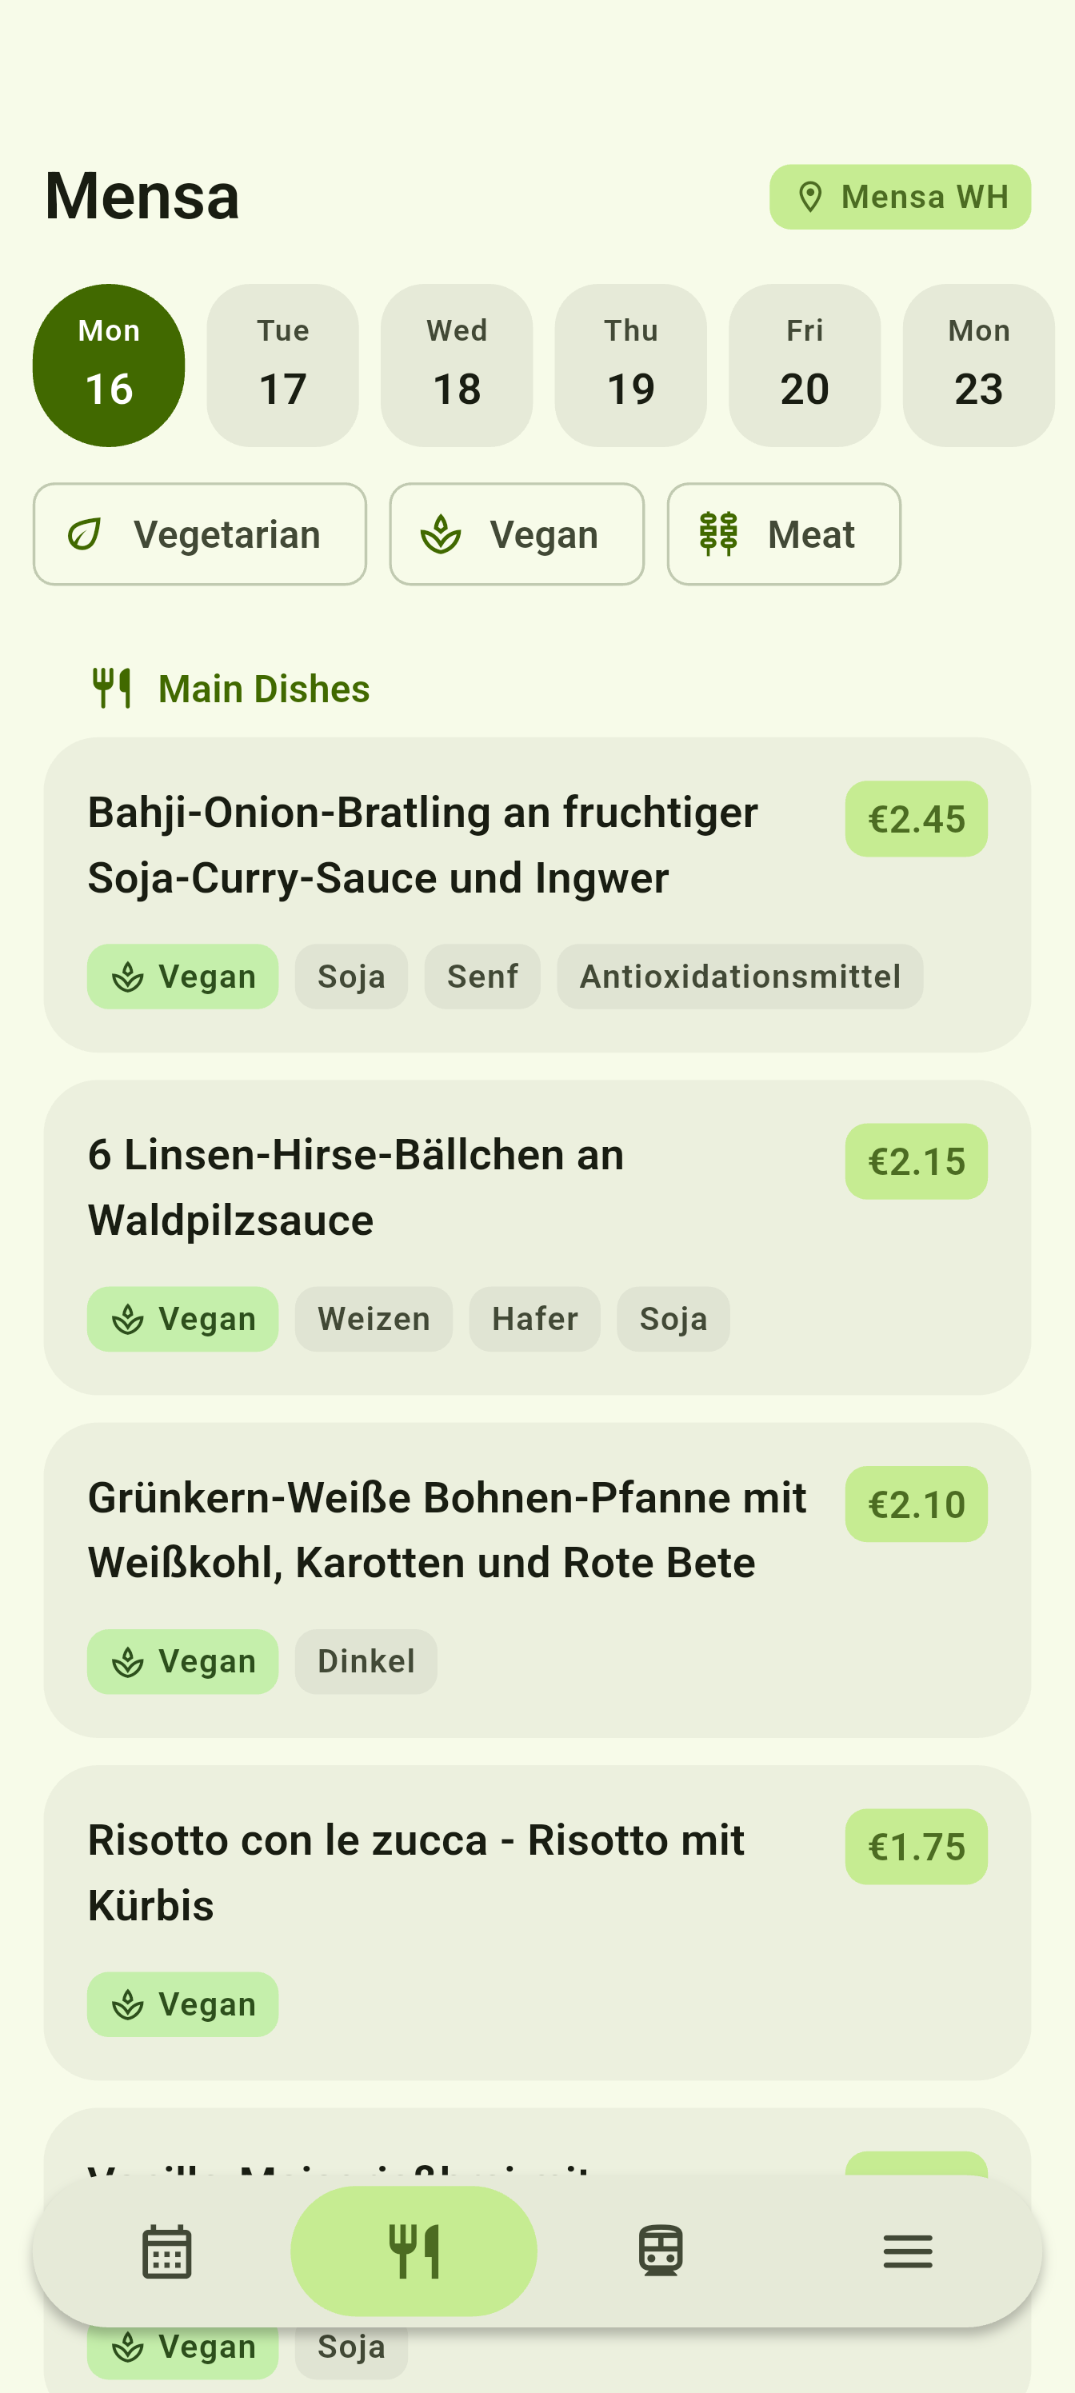 Mensa
Mensa WH
Mon
16
Tue
17
Wed
18
Thu
19
Fri
20
Mon
23
Vegetarian
Vegan
Meat
Main Dishes
Bahji-Onion-Bratling an fruchtiger
Soja-Curry-Sauce und Ingwer
€2.45
Vegan
Soja
Senf
Antioxidationsmittel
6 Linsen-Hirse-Bällchen an
Waldpilzsauce
€2.15
Vegan
Weizen
Hafer
Soja
Grünkern-Weiße Bohnen-Pfanne mit
Weißkohl, Karotten und Rote Bete
€2.10
Vegan
Dinkel
Risotto con le zucca - Risotto mit
Kürbis
€1.75
Vegan
Vegan
Soja